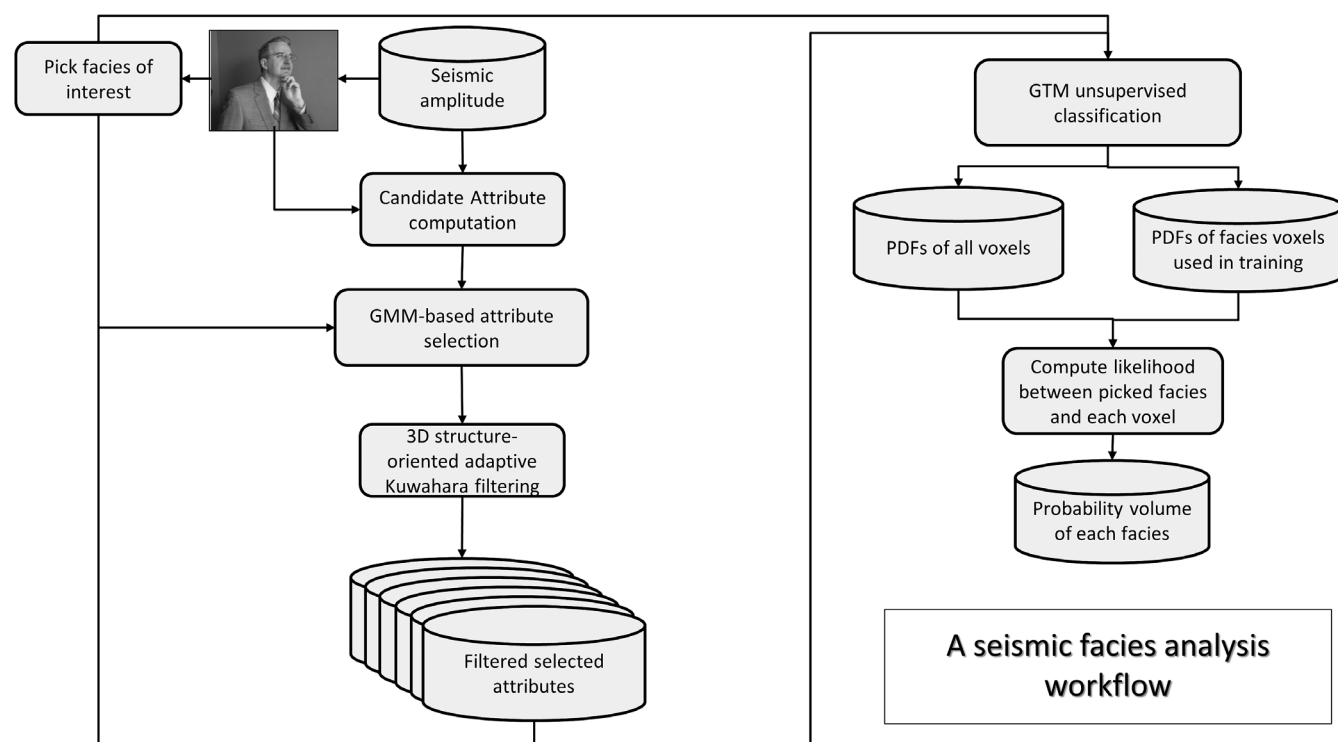 Pick facies of
interest
Seismic
amplitude
Candidate Attribute
computation
GMM-based attribute
selection
3D structure-
oriented adaptive
Kuwahara filtering
Filtered selected
attributes
GTM unsupervised
classification
PDFs of all voxels
PDFs of facies voxels
used in training
Compute likelihood
between picked facies
and each voxel
Probability volume
of each facies
A seismic facies analysis
workflow